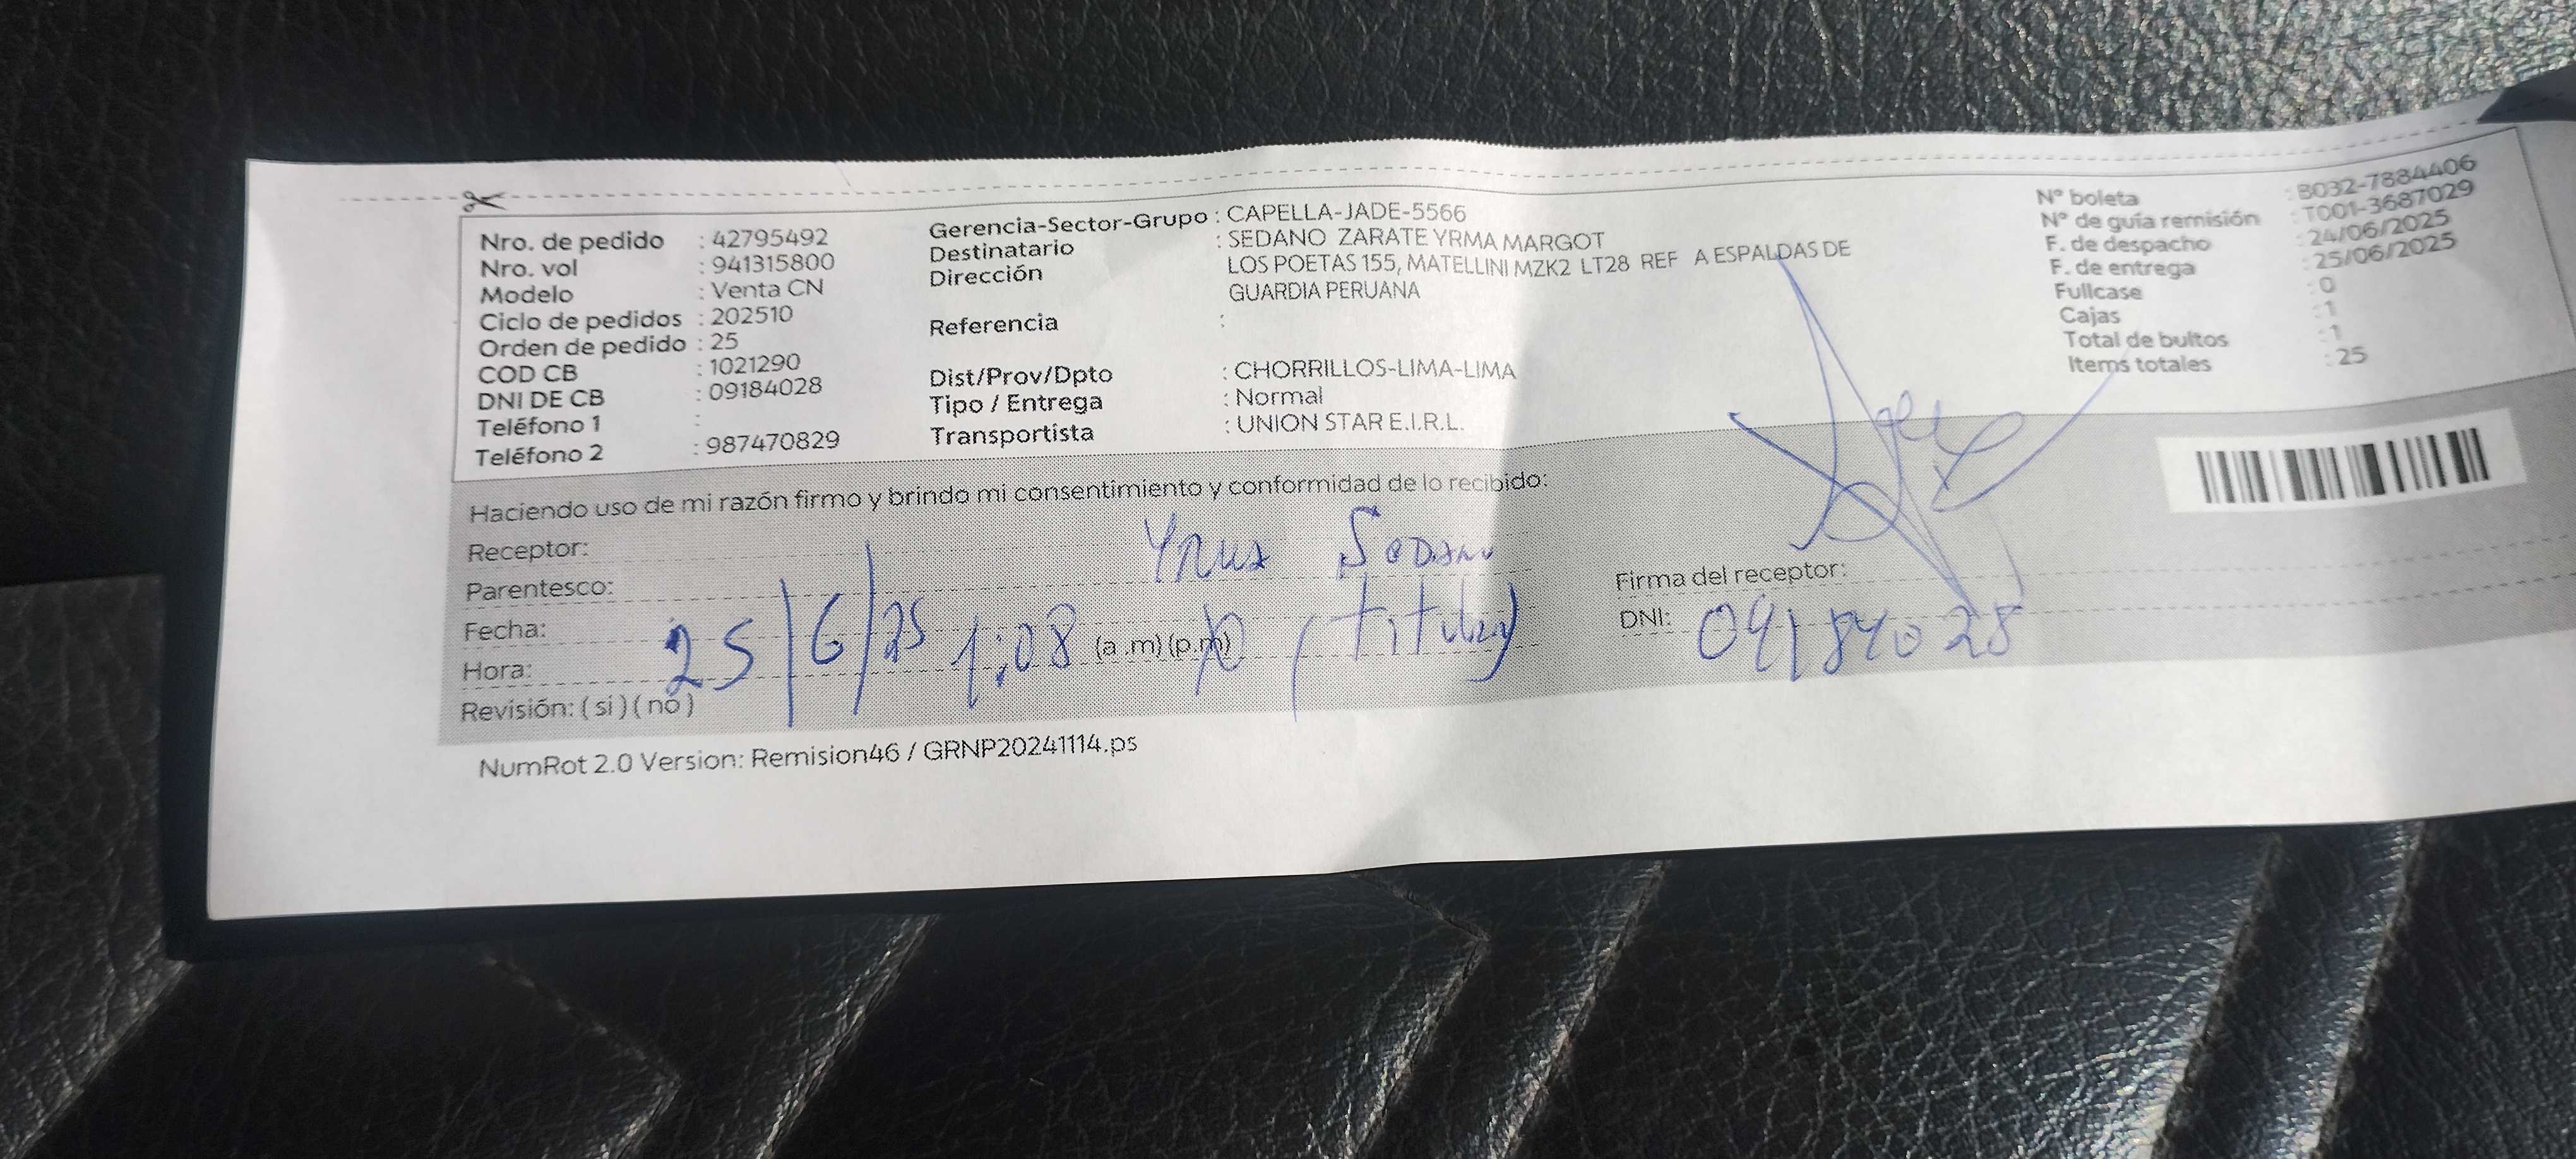 Nro. de pedido : 42795492
Nro. vol : 941315800
Modelo : Venta CN
Ciclo de pedidos : 202510
Orden de pedido : 25
COD CB : 1021290
DNI DE CB : 09184028
Teléfono 1 :
Teléfono 2 : 987470829
Gerencia-Sector-Grupo : CAPELLA-JADE-5566
Destinatario : SEDANO ZARATE YRMA MARGOT
Dirección LOS POETAS 155, MATELLINI MZK2 LT28 REF A ESPALDAS DE
GUARDIA PERUANA
Referencia :
Dist/Prov/Dpto : CHORRILLOS-LIMA-LIMA
Tipo / Entrega : Normal
Transportista : UNION STAR E.I.R.L.
N° boleta : B032-7884406
N° de guía remisión : T001-3687029
F. de despacho : 24/06/2025
F. de entrega : 25/06/2025
Fullcase : 0
Cajas : 1
Total de bultos : 1
Items totales : 25
Haciendo uso de mi razón firmo y brindo mi consentimiento y conformidad de lo recibido:
Receptor: Yrma Sedano
Parentesco: (titular)
Fecha: 25/6/25
Hora: 1:08 (a .m) (p.m)
Revisión: ( si ) ( no )
Firma del receptor:
DNI: 09184028
NumRot 2.0 Version: Remision46 / GRNP20241114.ps